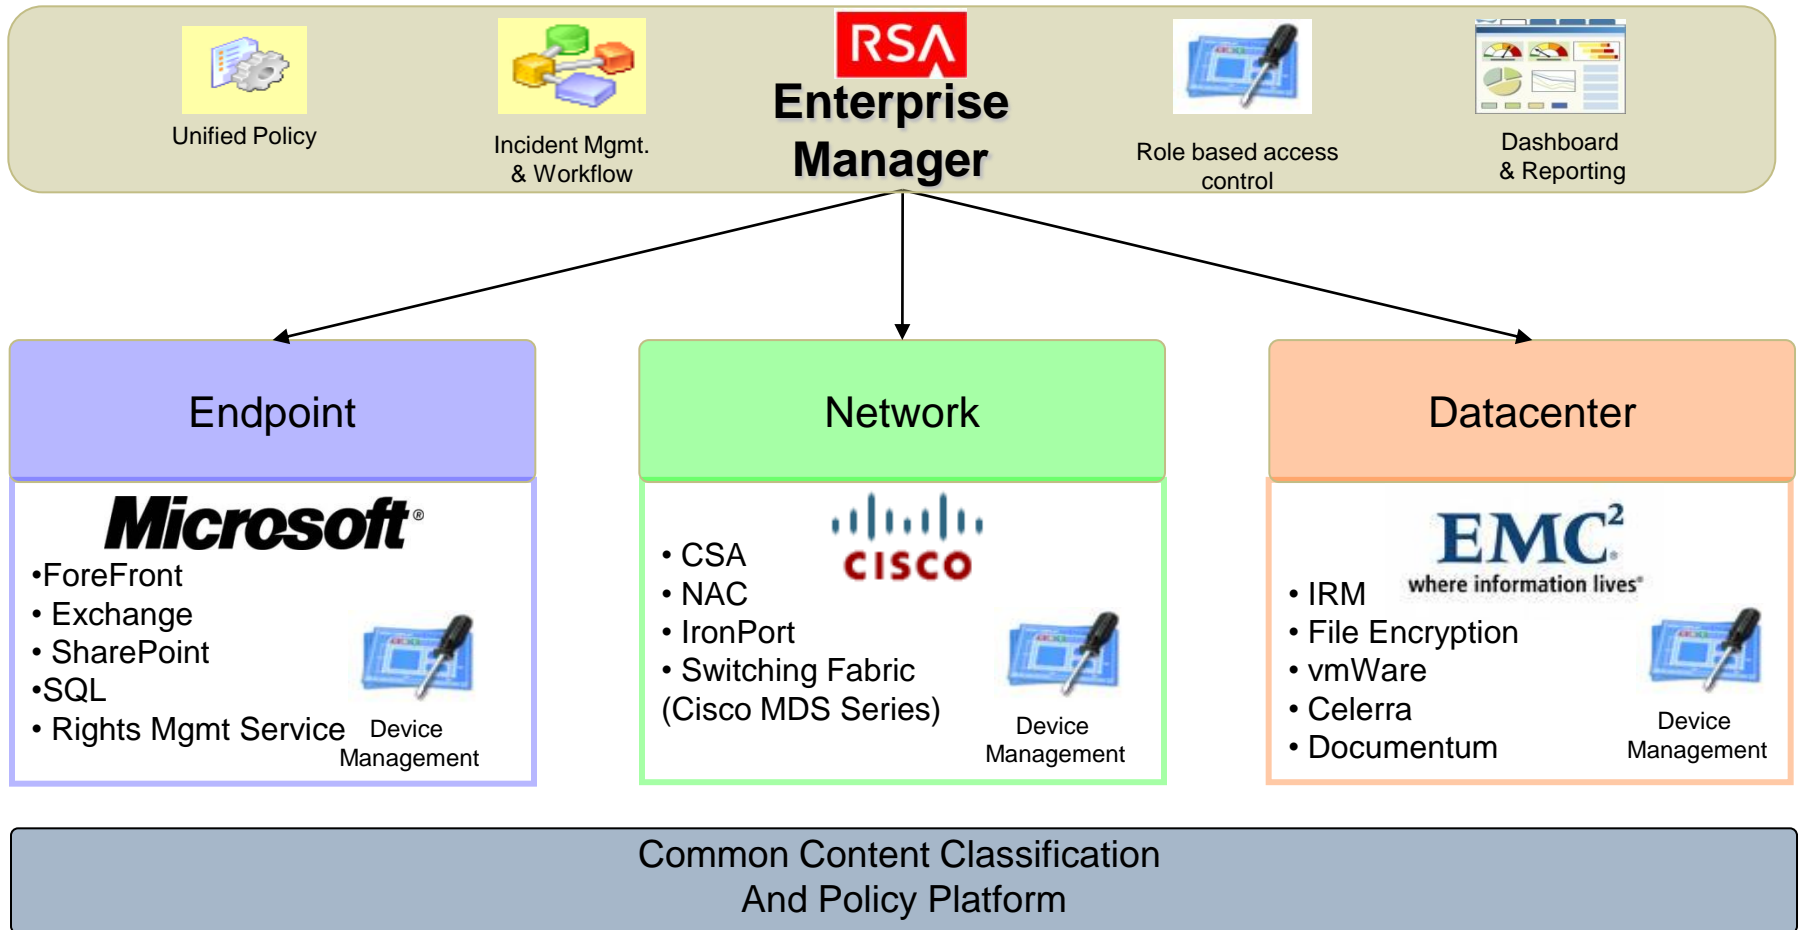 RSA
Enterprise
Manager
Unified Policy
Incident Mgmt.
& Workflow
Role based access
control
Dashboard
& Reporting
Endpoint
Microsoft®
•ForeFront
• Exchange
• SharePoint
•SQL
• Rights Mgmt Service
Device
Management
Network
CISCO
• CSA
• NAC
• IronPort
• Switching Fabric
(Cisco MDS Series)
Device
Management
Datacenter
EMC²
where information lives®
• IRM
• File Encryption
• vmWare
• Celerra
• Documentum
Device
Management
Common Content Classification
And Policy Platform